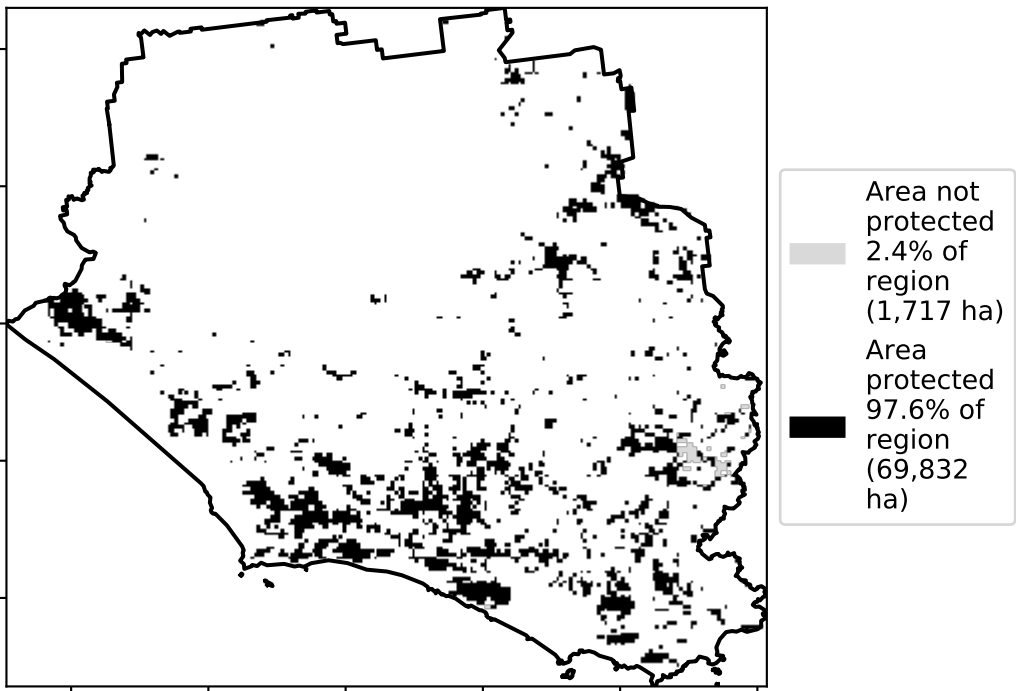 Area not
protected
2.4% of
region
(1,717 ha)
Area
protected
97.6% of
region
(69,832
ha)